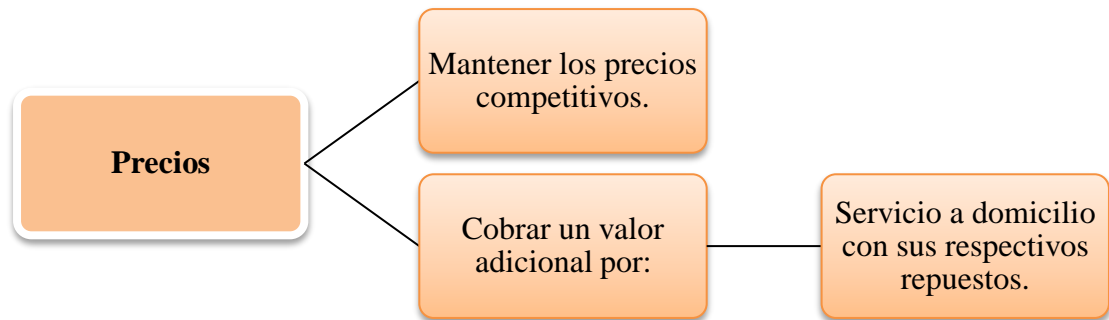 Precios
Mantener los precios
competitivos.
Cobrar un valor
adicional por:
Servicio a domicilio
con sus respectivos
repuestos.